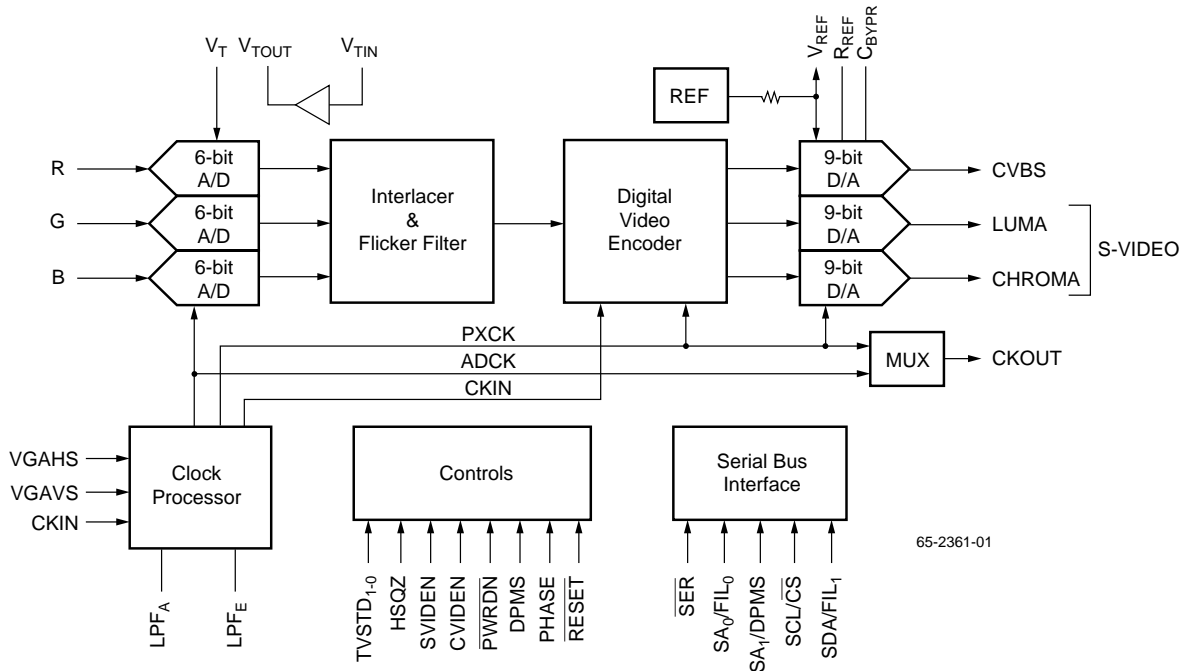 V_T
V_TOUT
V_TIN
V_REF
R_REF
C_BYPR
REF
R
G
B
6-bit
A/D
6-bit
A/D
6-bit
A/D
Interlacer
&
Flicker Filter
Digital
Video
Encoder
9-bit
D/A
9-bit
D/A
9-bit
D/A
CVBS
LUMA
CHROMA
S-VIDEO
PXCK
ADCK
CKIN
MUX
CKOUT
VGAHS
VGAVS
CKIN
Clock
Processor
Controls
Serial Bus
Interface
65-2361-01
LPF_A
LPF_E
TVSTD_1-0
HSQZ
SVIDEN
CVIDEN
PWRDN
DPMS
PHASE
RESET
SER
SA_0/FIL_0
SA_1/DPMS
SCL/CS
SDA/FIL_1